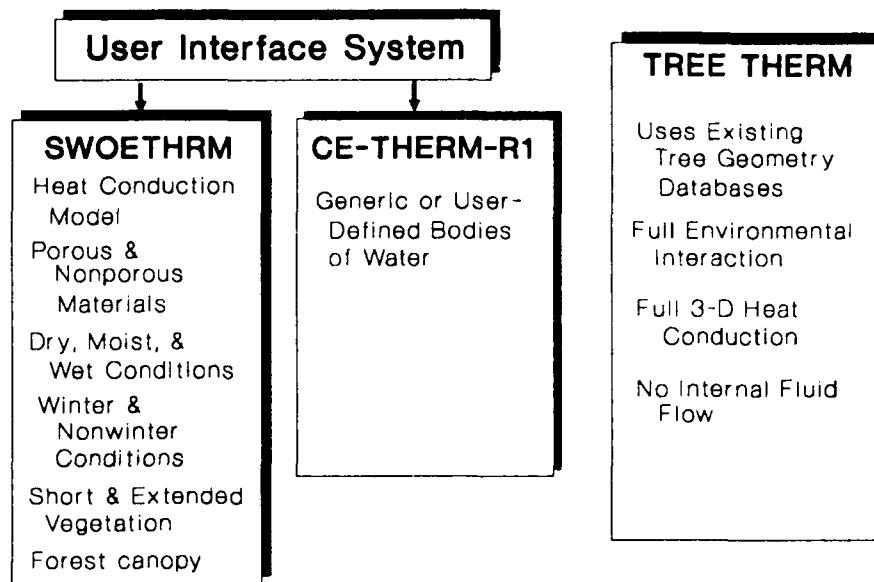 User Interface System
SWOETHRM
Heat Conduction
Model
Porous &
Nonporous
Materials
Dry, Moist, &
Wet Conditions
Winter &
Nonwinter
Conditions
Short & Extended
Vegetation
Forest canopy
CE-THERM-R1
Generic or User-
Defined Bodies
of Water
TREE THERM
Uses Existing
Tree Geometry
Databases
Full Environmental
Interaction
Full 3-D Heat
Conduction
No Internal Fluid
Flow